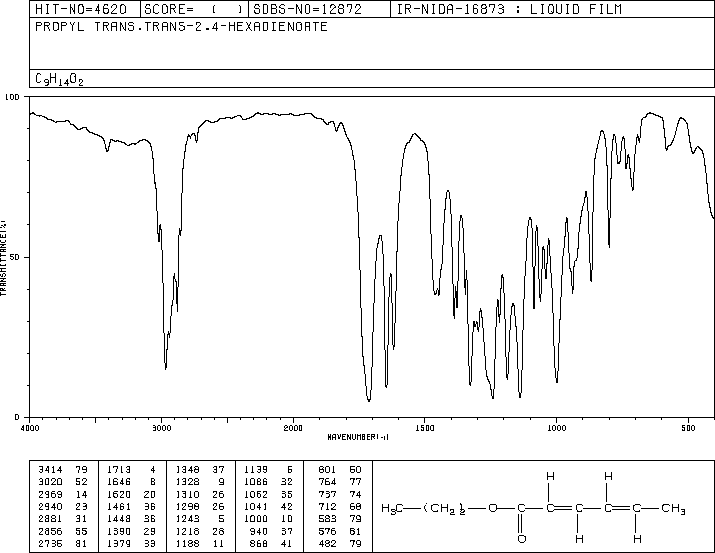 HIT-NO=4620 SCORE= ( ) SDBS-NO=12872 IR-NIDA-16873 : LIQUID FILM
PROPYL TRANS.TRANS-2.4-HEXADIENOATE
C9H14O2
100
50
0
TRANSMITTANCE(%)
4000 3000 2000 1500 1000 500
WAVENUMBER(-1)
3414 79 1713 4 1348 37 1139 6 801 50
3020 52 1646 8 1328 9 1086 32 764 77
2969 14 1620 20 1310 26 1062 35 737 74
2940 23 1461 36 1298 26 1041 42 712 68
2881 31 1448 36 1243 5 1000 10 583 79
2856 55 1390 29 1218 28 940 37 576 81
2736 81 1379 33 1188 11 868 41 482 79
H H
H3C (CH2)2 O C C C C C CH3
O H H